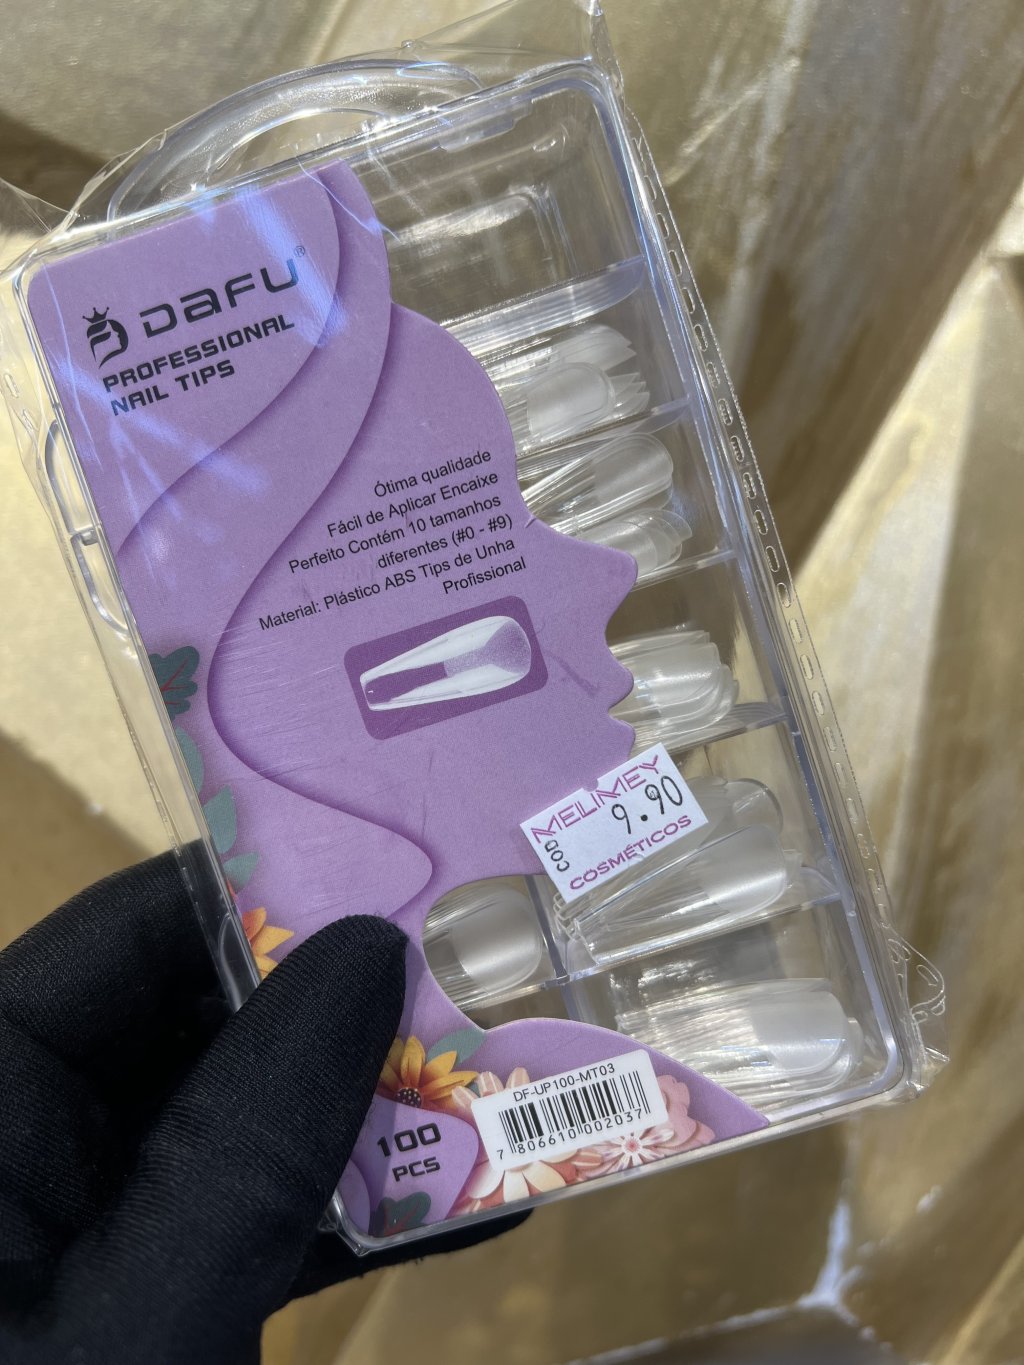 DaFU®
PROFESSIONAL
NAIL TIPS
Ótima qualidade
Fácil de Aplicar Encaixe
Perfeito Contém 10 tamanhos
diferentes (#0 - #9)
Material: Plástico ABS Tips de Unha
Profissional
MELIMEY
COD
9.90
COSMÉTICOS
DF-UP100-MT03
7 806610 002037
100
PCS